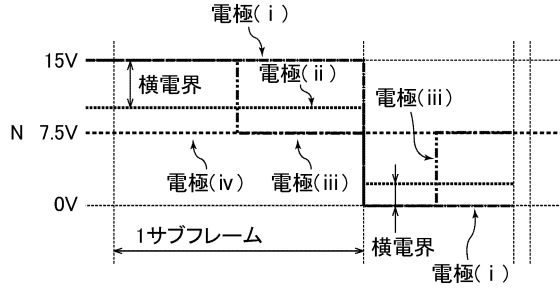 電極(ⅰ)
15V
電極(ⅱ)
横電界
電極(ⅲ)
N 7.5V
電極(ⅳ)
電極(ⅲ)
0V
1サブフレーム
横電界
電極(ⅰ)